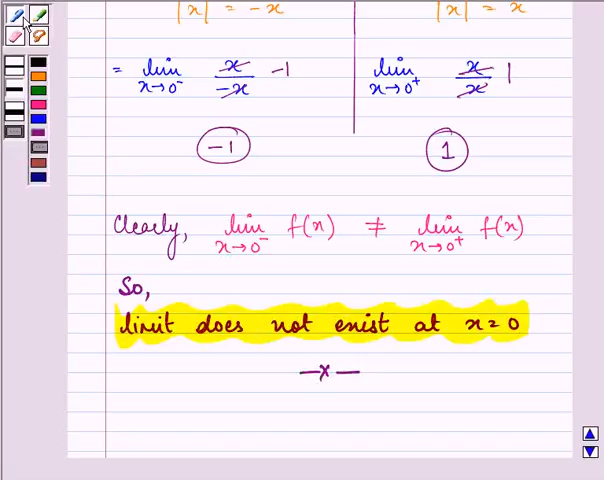 |x| = -x |x| = x
= lim x→0⁻ x/-x -1 lim x→0⁺ x/x 1
-1 1
Clearly, lim x→0⁻ f(x) ≠ lim x→0⁺ f(x)
So,
limit does not exist at x=0
—x—